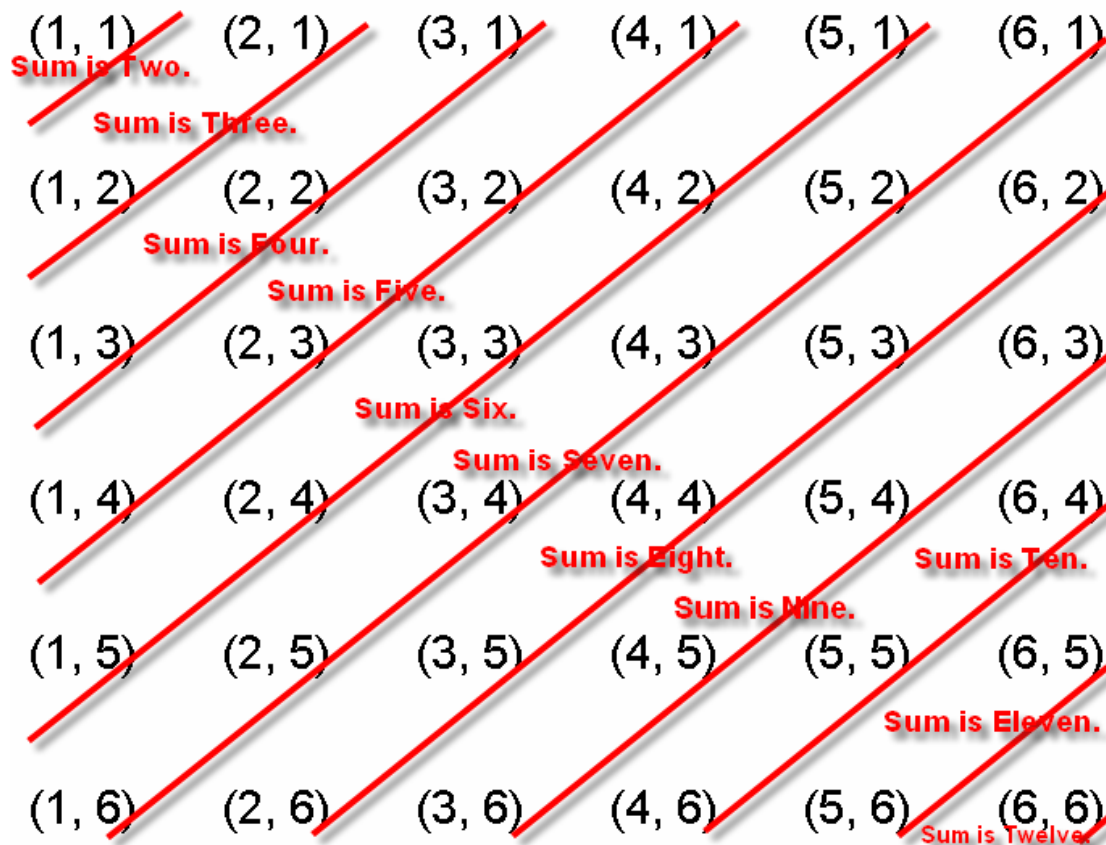 (1, 1) (2, 1) (3, 1) (4, 1) (5, 1) (6, 1)
Sum is Two.
Sum is Three.
(1, 2) (2, 2) (3, 2) (4, 2) (5, 2) (6, 2)
Sum is Four.
Sum is Five.
(1, 3) (2, 3) (3, 3) (4, 3) (5, 3) (6, 3)
Sum is Six.
Sum is Seven.
(1, 4) (2, 4) (3, 4) (4, 4) (5, 4) (6, 4)
Sum is Eight.
Sum is Ten.
Sum is Nine.
(1, 5) (2, 5) (3, 5) (4, 5) (5, 5) (6, 5)
Sum is Eleven.
(1, 6) (2, 6) (3, 6) (4, 6) (5, 6) (6, 6)
Sum is Twelve.